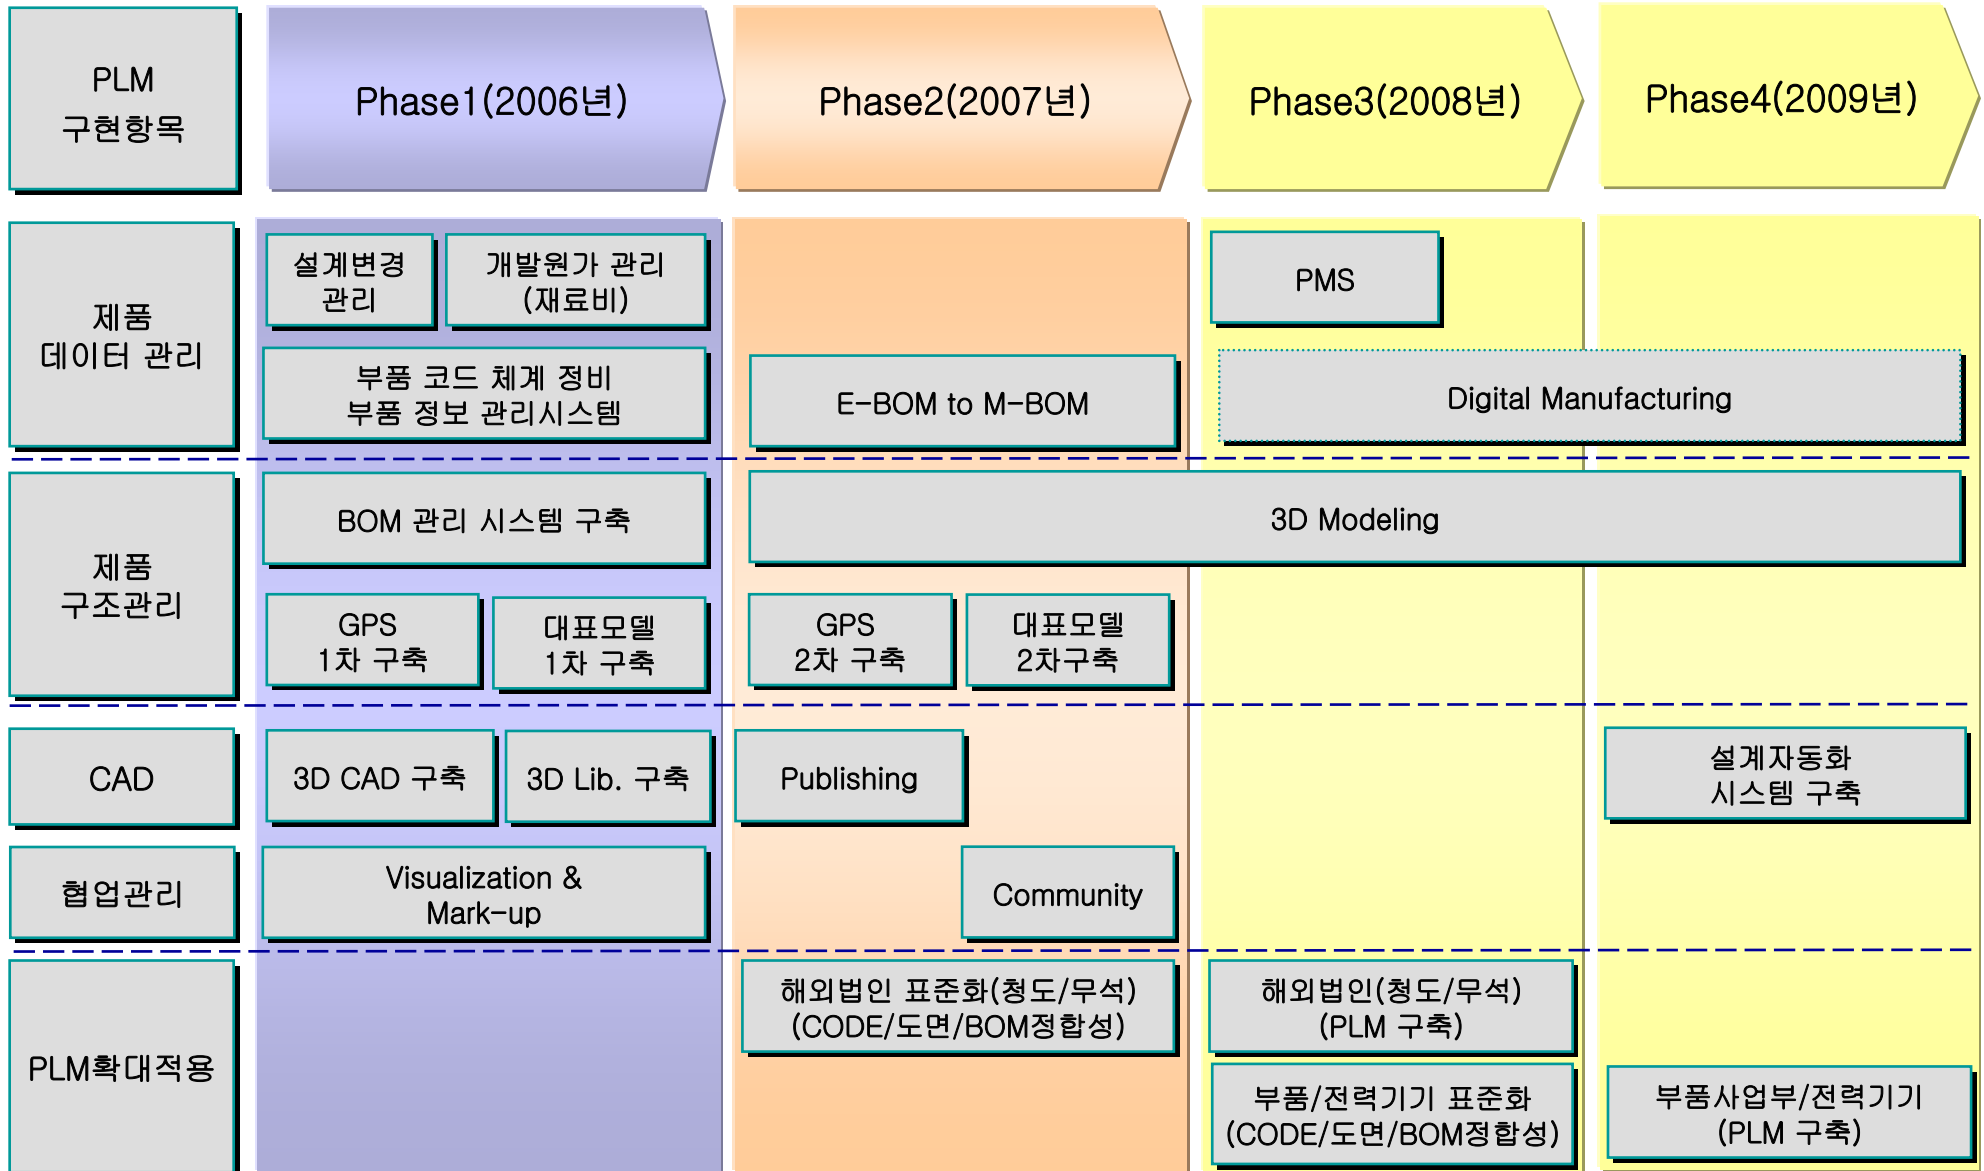 PLM
구현항목
Phase1(2006년)
Phase2(2007년)
Phase3(2008년)
Phase4(2009년)
제품
데이터 관리
설계변경
관리
개발원가 관리
(재료비)
PMS
부품 코드 체계 정비
부품 정보 관리시스템
E-BOM to M-BOM
Digital Manufacturing
제품
구조관리
BOM 관리 시스템 구축
3D Modeling
GPS
1차 구축
대표모델
1차 구축
GPS
2차 구축
대표모델
2차구축
CAD
3D CAD 구축
3D Lib. 구축
Publishing
설계자동화
시스템 구축
협업관리
Visualization &
Mark-up
Community
PLM확대적용
해외법인 표준화(청도/무석)
(CODE/도면/BOM정합성)
해외법인(청도/무석)
(PLM 구축)
부품/전력기기 표준화
(CODE/도면/BOM정합성)
부품사업부/전력기기
(PLM 구축)